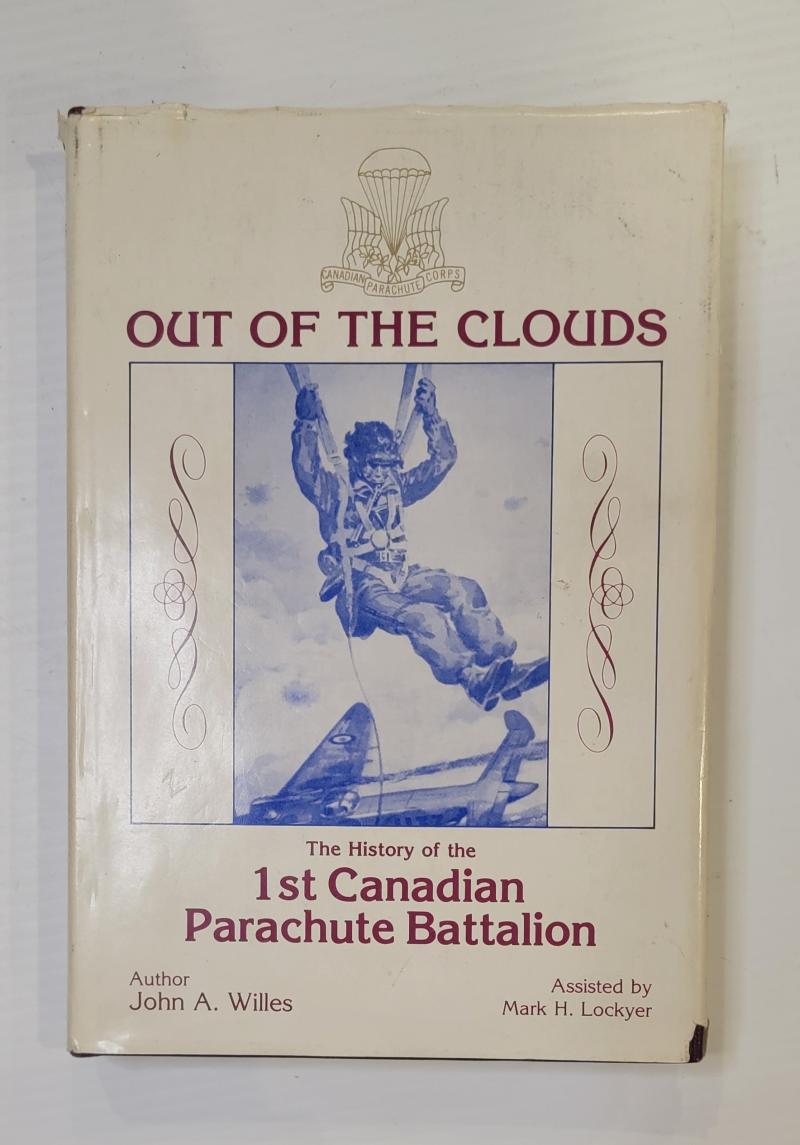 CANADIAN PARACHUTE CORPS
OUT OF THE CLOUDS
The History of the
1st Canadian
Parachute Battalion
Author
John A. Willes
Assisted by
Mark H. Lockyer